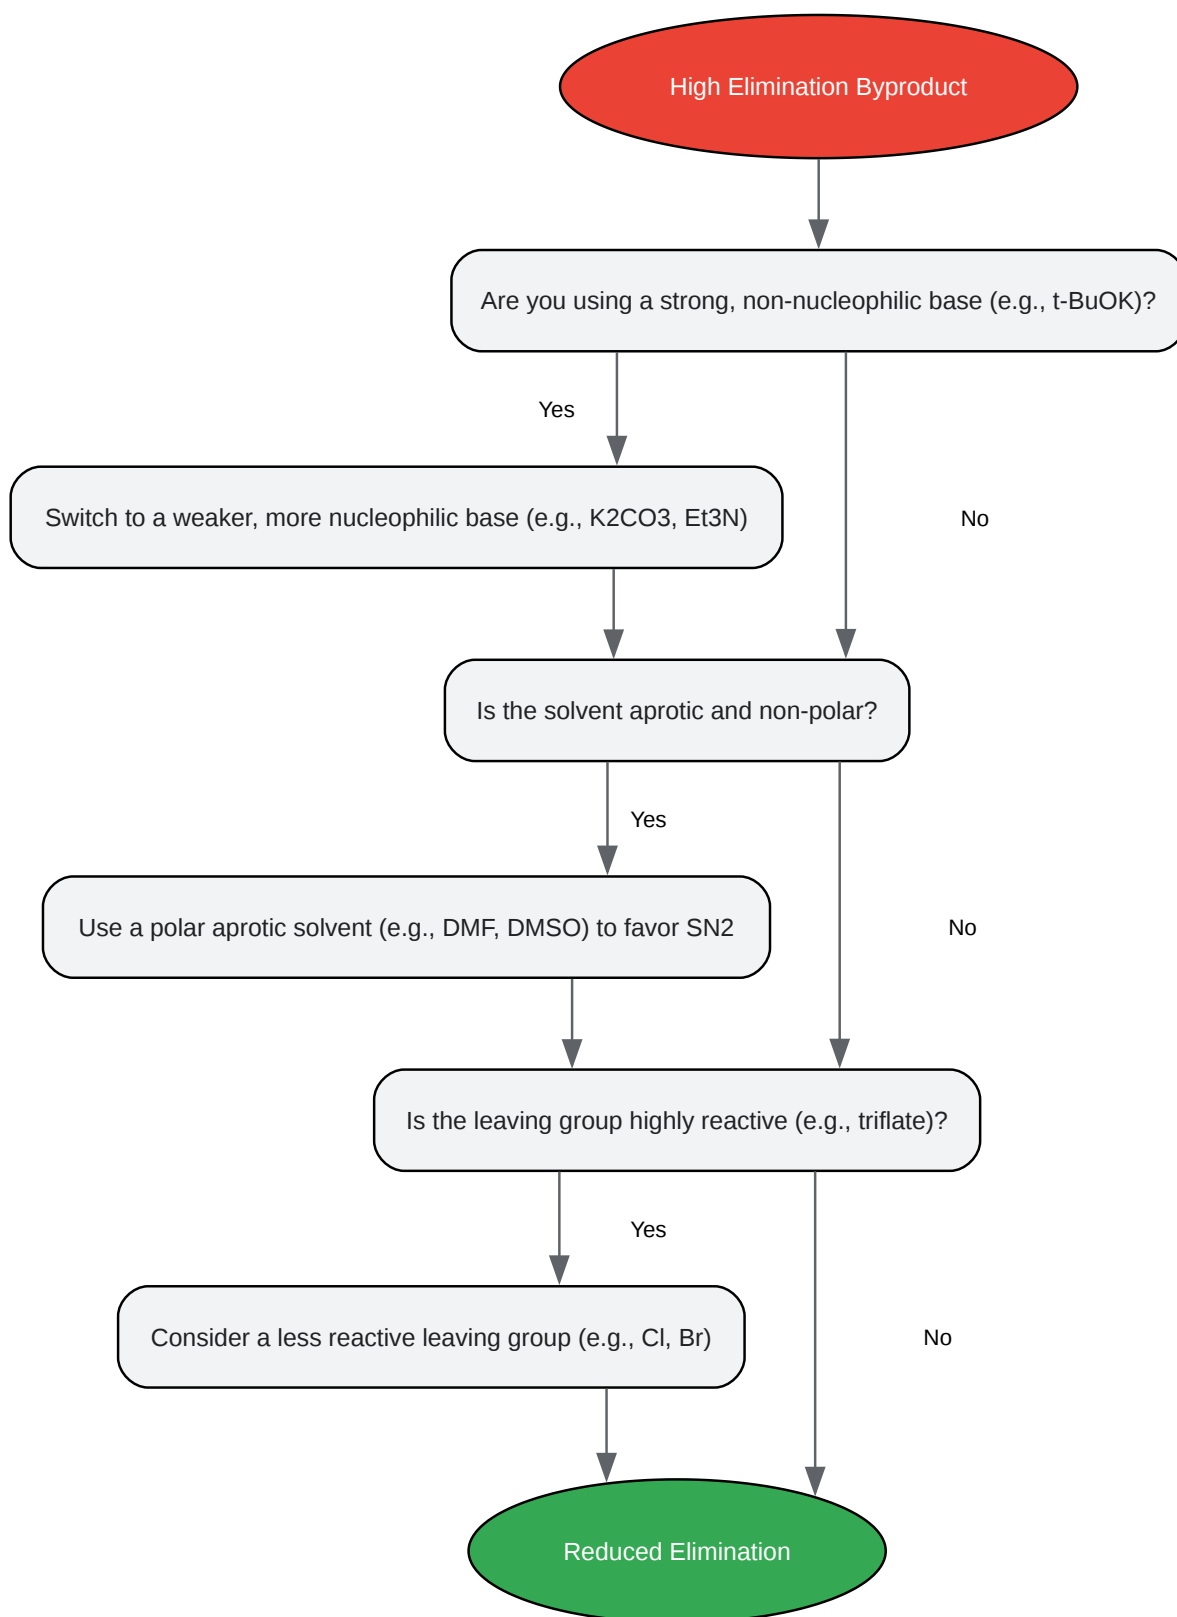 High Elimination Byproduct
Are you using a strong, non-nucleophilic base (e.g., t-BuOK)?
Yes
Switch to a weaker, more nucleophilic base (e.g., K2CO3, Et3N)
No
Is the solvent aprotic and non-polar?
Yes
Use a polar aprotic solvent (e.g., DMF, DMSO) to favor SN2
No
Is the leaving group highly reactive (e.g., triflate)?
Yes
Consider a less reactive leaving group (e.g., Cl, Br)
No
Reduced Elimination